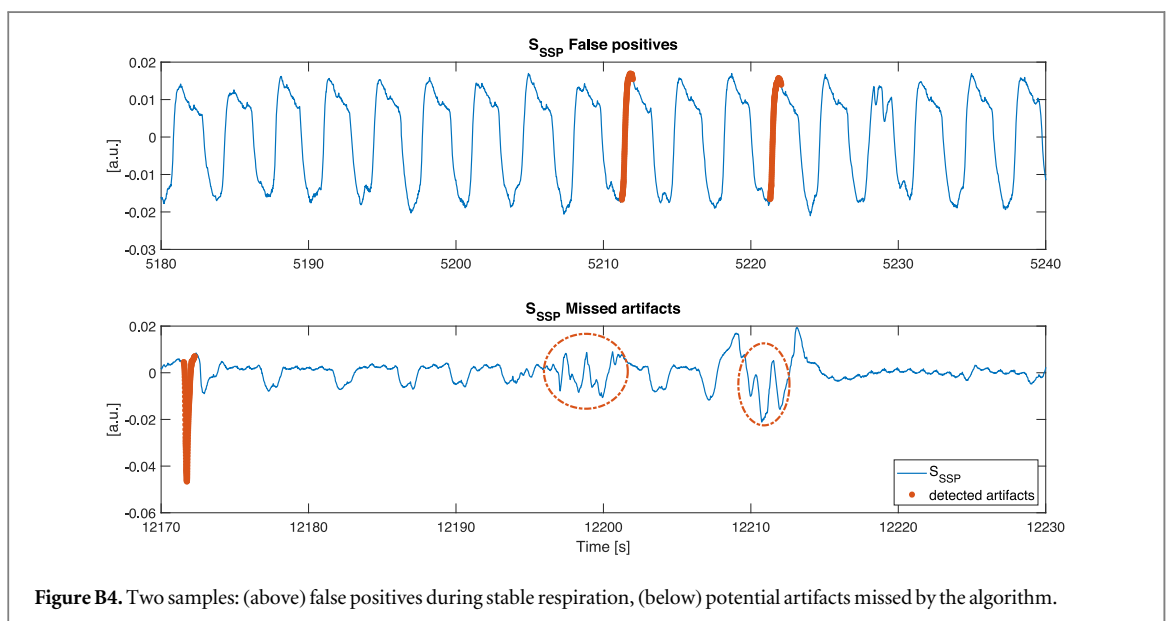 S_SSP False positives
0.02
0.01
0
-0.01
-0.02
-0.03
[a.u.]
5180 5190 5200 5210 5220 5230 5240
S_SSP Missed artifacts
0.02
0
-0.02
-0.04
-0.06
[a.u.]
S_SSP
detected artifacts
12170 12180 12190 12200 12210 12220 12230
Time [s]
Figure B4. Two samples: (above) false positives during stable respiration, (below) potential artifacts missed by the algorithm.